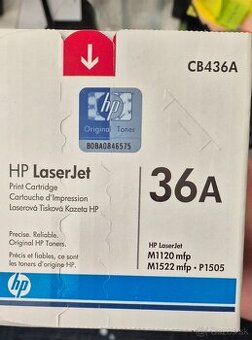 CB436A
hp
Original Toner
B0BA0846575
HP LaserJet
Print Cartridge
Cartouche d'Impression
Laserová Tisková Kazeta HP
36A
Precise. Reliable.
Original HP Toners.
Précis et fiables, ce sont
les toners d'origine HP.
HP LaserJet
M1120 mfp
M1522 mfp • P1505
hp